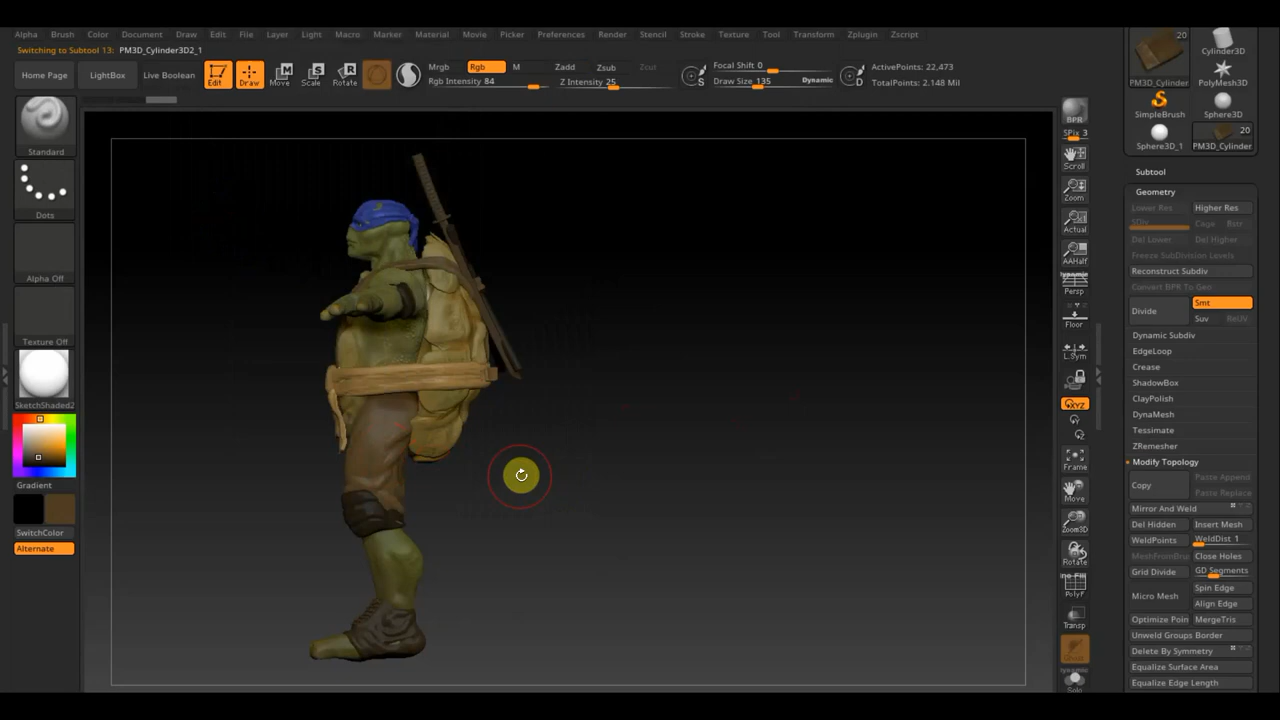 Alpha Brush Color Document Draw Edit File Layer Light Macro Marker Material Movie Picker Preferences Render Stencil Stroke Texture Tool Transform Zplugin Zscript
Switching to Subtool 13: PM3D_Cylinder3D2_1
Home Page LightBox Live Boolean Edit Draw Move Scale Rotate
Mrgb Rgb M Zadd Zsub Zcut
Rgb Intensity 84 Z Intensity 25
Focal Shift 0
Draw Size 135 Dynamic
S
D
ActivePoints: 22,473
TotalPoints: 2.148 Mil
Standard
Dots
Alpha Off
Texture Off
SketchShaded2
Gradient
SwitchColor
Alternate
BPR
SPix 3
Scroll
Zoom
Actual
AAHalf
Persp
Floor
L.Sym
XYZ
Frame
Move
Zoom3D
Rotate
PolyF
Transp
Ghost
Solo
20
PM3D_Cylinder
Cylinder3D
PolyMesh3D
SimpleBrush
Sphere3D
20
Sphere3D_1
PM3D_Cylinder
Subtool
Geometry
Lower Res Higher Res
SDiv Cage Rstr
Del Lower Del Higher
Freeze SubDivision Levels
Reconstruct Subdiv
Convert BPR To Geo
Divide
Smt
Suv ReUV
Dynamic Subdiv
EdgeLoop
Crease
ShadowBox
ClayPolish
DynaMesh
Tessimate
ZRemesher
Modify Topology
Copy
Paste Append
Paste Replace
Mirror And Weld
Del Hidden Insert Mesh
WeldPoints WeldDist 1
MeshFromBru Close Holes
Grid Divide GD Segments
Micro Mesh
Spin Edge
Align Edge
Optimize Poin MergeTris
Unweld Groups Border
Delete By Symmetry
Equalize Surface Area
Equalize Edge Length